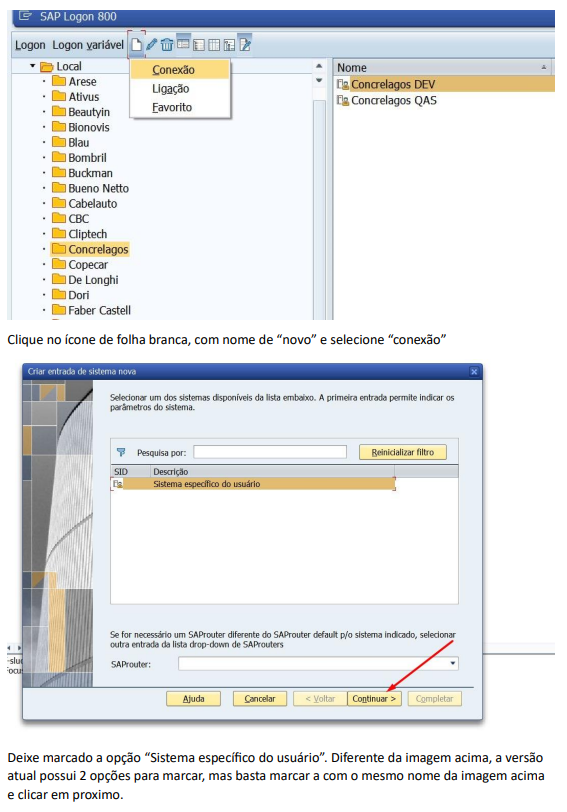 SAP Logon 800
Logon Logon variável
Conexão
Ligação
Favorito
Local
Arese
Ativus
Beautyin
Bionovis
Blau
Bombril
Buckman
Bueno Netto
Cabelauto
CBC
Cliptech
Concrelagos
Copecar
De Longhi
Dori
Faber Castell
Nome
Concrelagos DEV
Concrelagos QAS
Clique no ícone de folha branca, com nome de “novo” e selecione “conexão”
Criar entrada de sistema nova
Selecionar um dos sistemas disponíveis da lista embaixo. A primeira entrada permite indicar os
parâmetros do sistema.
Pesquisa por:
Reinicializar filtro
SID Descrição
Sistema específico do usuário
Se for necessário um SAProuter diferente do SAProuter default p/o sistema indicado, selecionar
outra entrada da lista drop-down de SAProuters
SAProuter:
Ajuda
Cancelar
< Voltar
Continuar >
Completar
Deixe marcado a opção “Sistema específico do usuário”. Diferente da imagem acima, a versão
atual possui 2 opções para marcar, mas basta marcar a com o mesmo nome da imagem acima
e clicar em proximo.